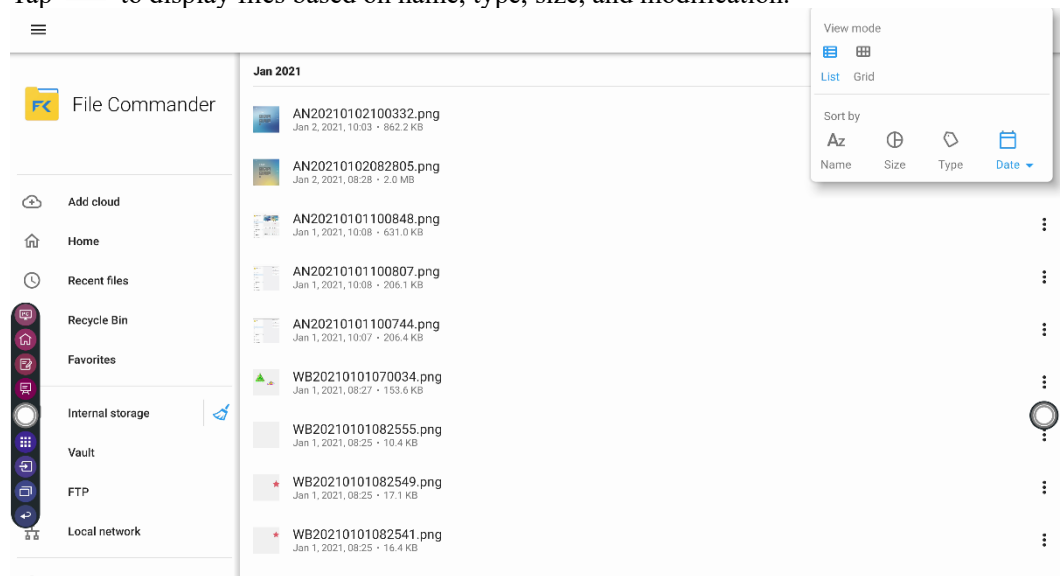 Tap to display files based on name, type, size, and modification.
View mode
List Grid
Sort by
Az
Name Size Type Date
FK File Commander
Add cloud
Home
Recent files
Recycle Bin
Favorites
Internal storage
Vault
FTP
Local network
Jan 2021
AN20210102100332.png
Jan 2, 2021, 10:03 • 862.2 KB
AN20210102082805.png
Jan 2, 2021, 08:28 • 2.0 MB
AN20210101100848.png
Jan 1, 2021, 10:08 • 631.0 KB
AN20210101100807.png
Jan 1, 2021, 10:08 • 206.1 KB
AN20210101100744.png
Jan 1, 2021, 10:07 • 206.4 KB
WB20210101070034.png
Jan 1, 2021, 08:27 • 153.6 KB
WB20210101082555.png
Jan 1, 2021, 08:25 • 10.4 KB
WB20210101082549.png
Jan 1, 2021, 08:25 • 17.1 KB
WB20210101082541.png
Jan 1, 2021, 08:25 • 16.4 KB